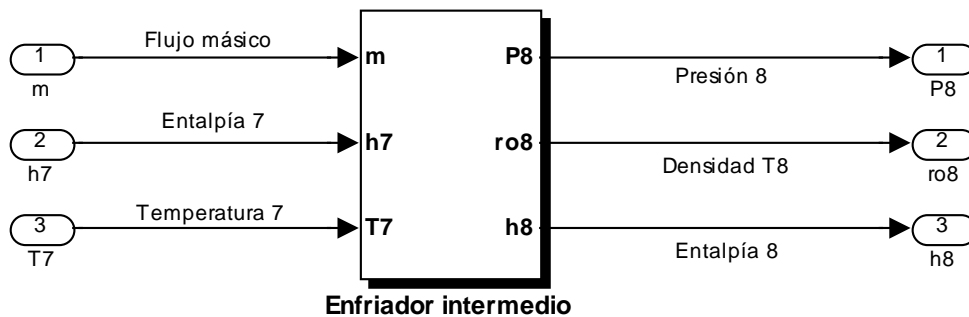 1
m
Flujo másico
m
P8
Presión 8
1
P8
2
h7
Entalpía 7
h7
ro8
Densidad T8
2
ro8
3
T7
Temperatura 7
T7
h8
Entalpía 8
3
h8
Enfriador intermedio